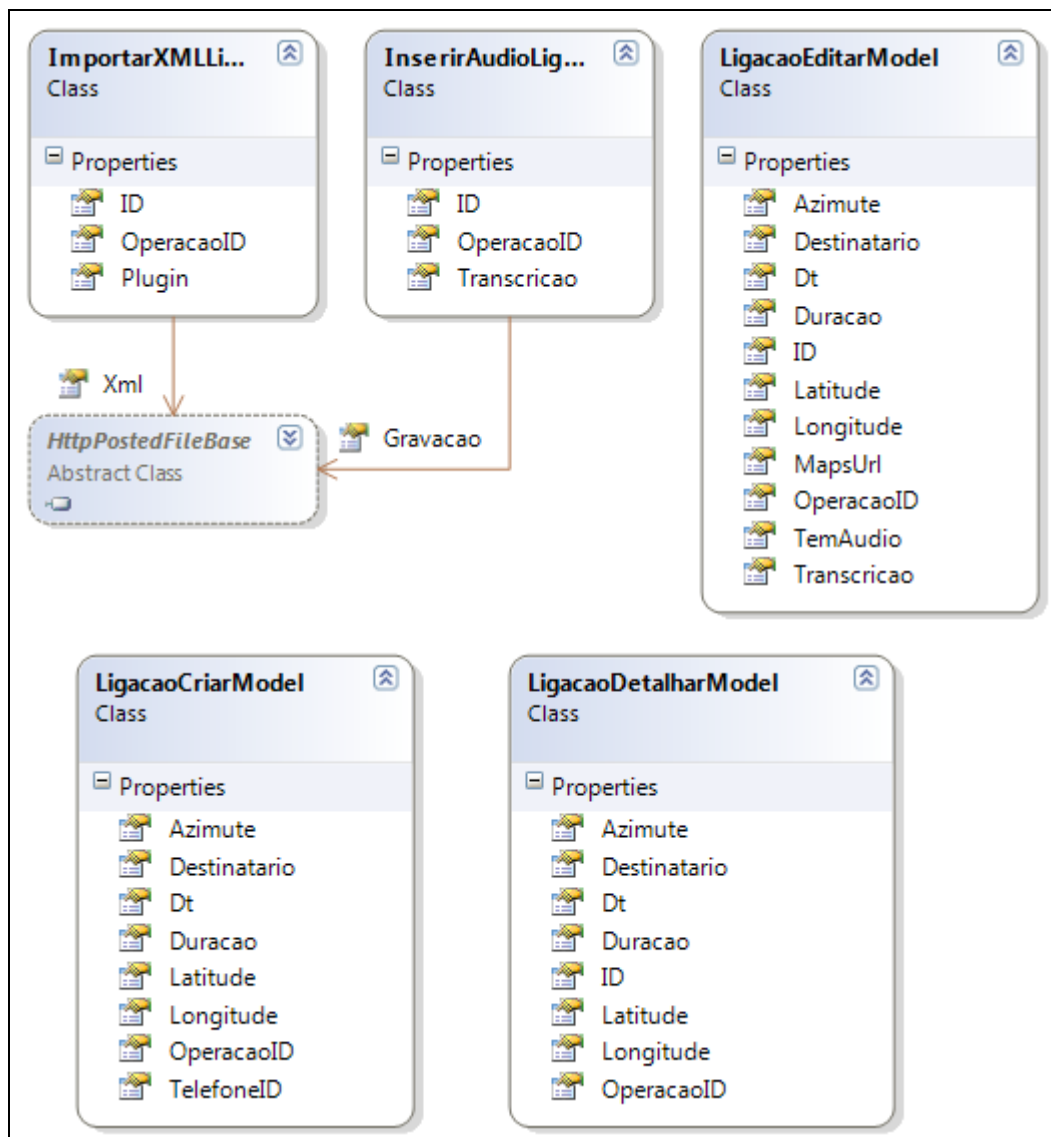 ImportarXMLLi...
Class
Properties
ID
OperacaoID
Plugin
InserirAudioLig...
Class
Properties
ID
OperacaoID
Transcricao
LigacaoEditarModel
Class
Properties
Azimute
Destinatario
Dt
Duracao
ID
Latitude
Longitude
MapsUrl
OperacaoID
TemAudio
Transcricao
Xml
HttpPostedFileBase
Abstract Class
Gravacao
LigacaoCriarModel
Class
Properties
Azimute
Destinatario
Dt
Duracao
Latitude
Longitude
OperacaoID
TelefoneID
LigacaoDetalharModel
Class
Properties
Azimute
Destinatario
Dt
Duracao
ID
Latitude
Longitude
OperacaoID